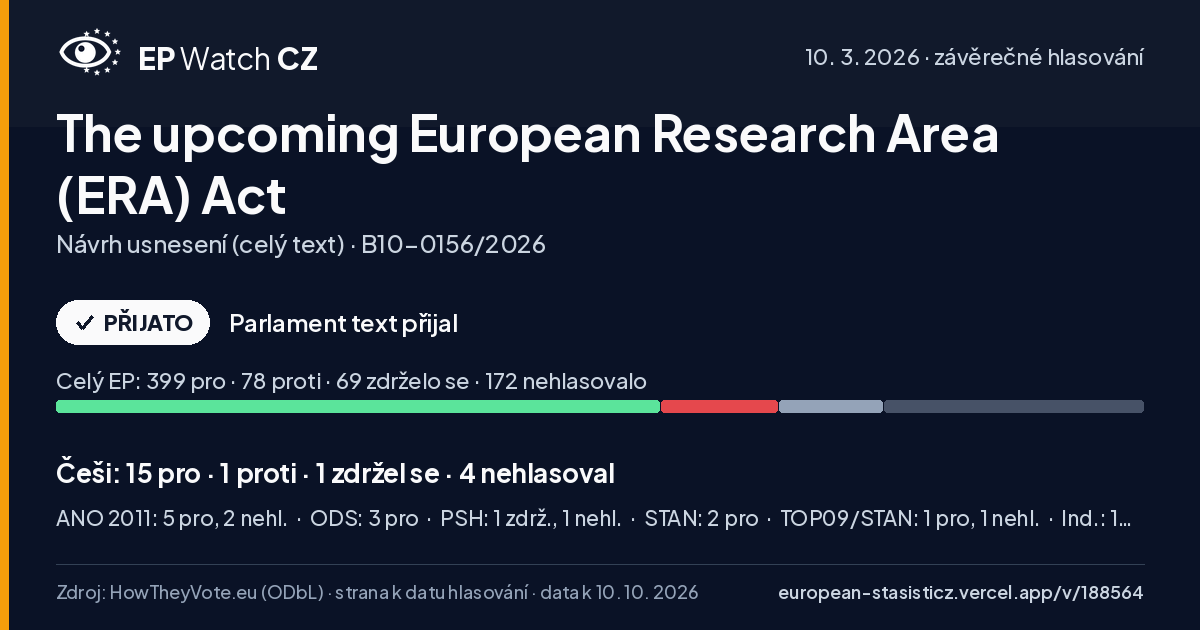 EP Watch CZ
10. 3. 2026 · závěrečné hlasování
The upcoming European Research Area
(ERA) Act
Návrh usnesení (celý text) · B10–0156/2026
✓ PŘIJATO
Parlament text přijal
Celý EP: 399 pro · 78 proti · 69 zdrželo se · 172 nehlasovalo
Češi: 15 pro · 1 proti · 1 zdržel se · 4 nehlasoval
ANO 2011: 5 pro, 2 nehl. · ODS: 3 pro · PSH: 1 zdrž., 1 nehl. · STAN: 2 pro · TOP09/STAN: 1 pro, 1 nehl. · Ind.: 1…
Zdroj: HowTheyVote.eu (ODbL) · strana k datu hlasování · data k 10. 10. 2026
european-stasisticz.vercel.app/v/188564